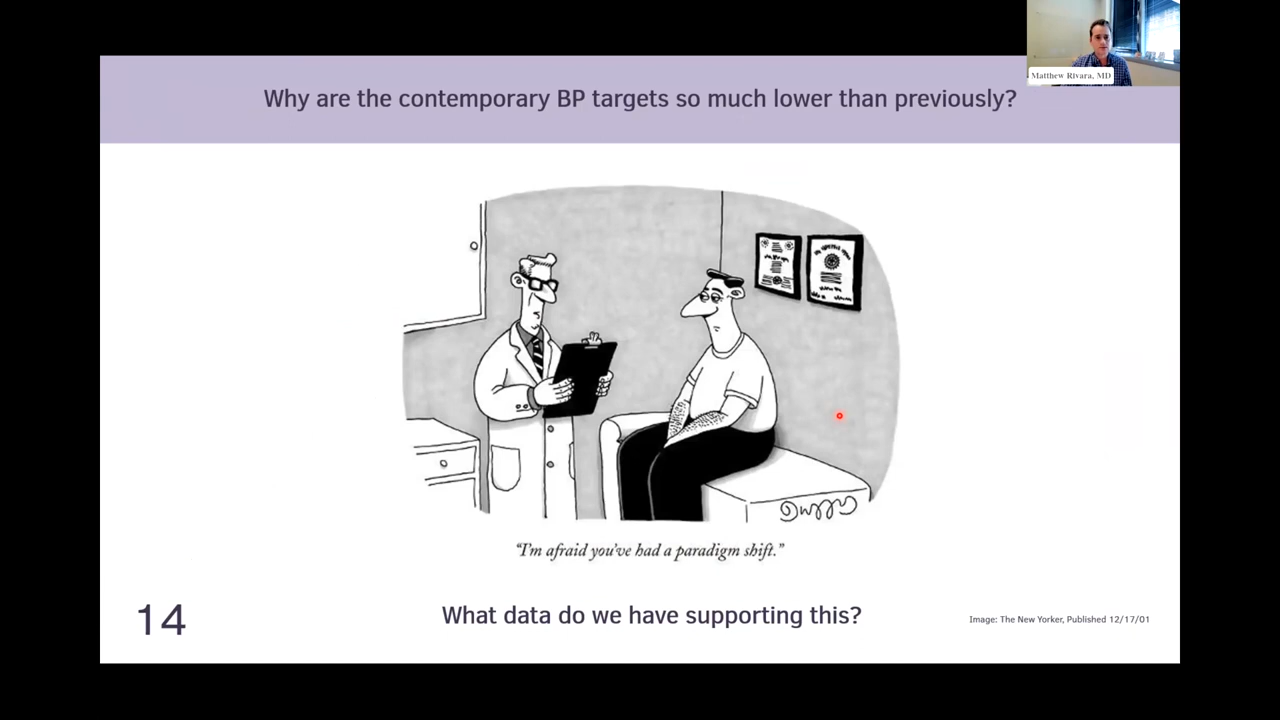 Matthew Rivara, MD
Why are the contemporary BP targets so much lower than previously?
"I'm afraid you've had a paradigm shift."
14
What data do we have supporting this?
Image: The New Yorker, Published 12/17/01